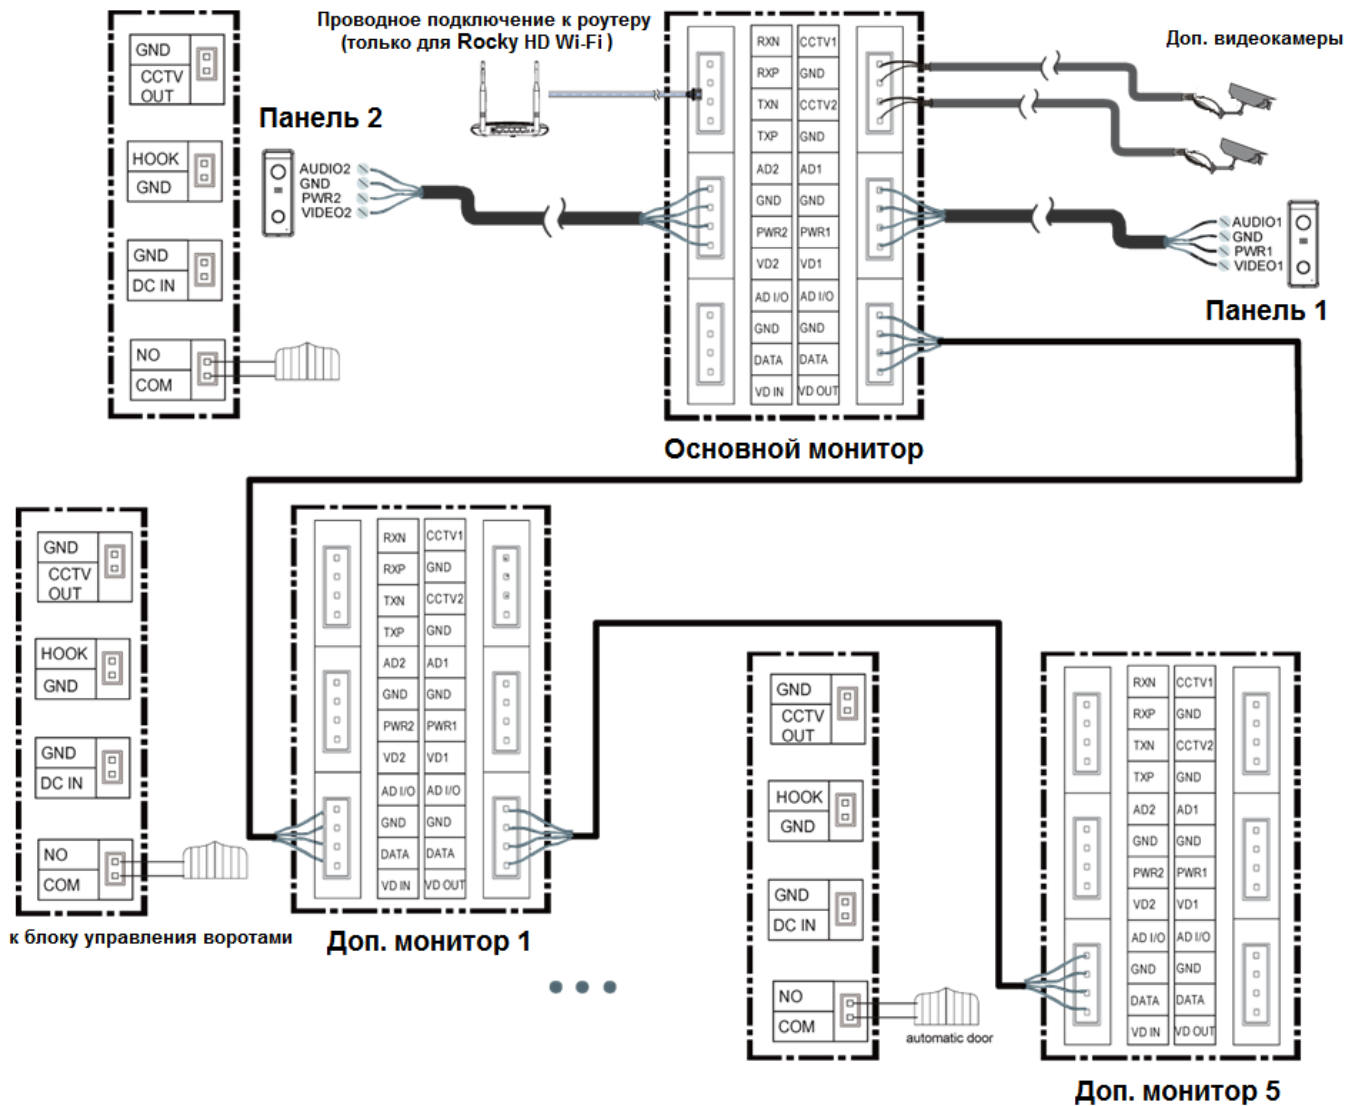 Проводное подключение к роутеру
(только для Rocky HD Wi-Fi )
Доп. видеокамеры
GND
CCTV
OUT
HOOK
GND
GND
DC IN
NO
COM
Панель 2
AUDIO2
GND
PWR2
VIDEO2
RXN CCTV1
RXP GND
TXN CCTV2
TXP GND
AD2 AD1
GND GND
PWR2 PWR1
VD2 VD1
AD I/O AD I/O
GND GND
DATA DATA
VD IN VD OUT
AUDIO1
GND
PWR1
VIDEO1
Панель 1
Основной монитор
GND
CCTV
OUT
HOOK
GND
GND
DC IN
NO
COM
к блоку управления воротами
RXN CCTV1
RXP GND
TXN CCTV2
TXP GND
AD2 AD1
GND GND
PWR2 PWR1
VD2 VD1
AD I/O AD I/O
GND GND
DATA DATA
VD IN VD OUT
Доп. монитор 1
GND
CCTV
OUT
HOOK
GND
GND
DC IN
NO
COM
automatic door
RXN CCTV1
RXP GND
TXN CCTV2
TXP GND
AD2 AD1
GND GND
PWR2 PWR1
VD2 VD1
AD I/O AD I/O
GND GND
DATA DATA
VD IN VD OUT
Доп. монитор 5